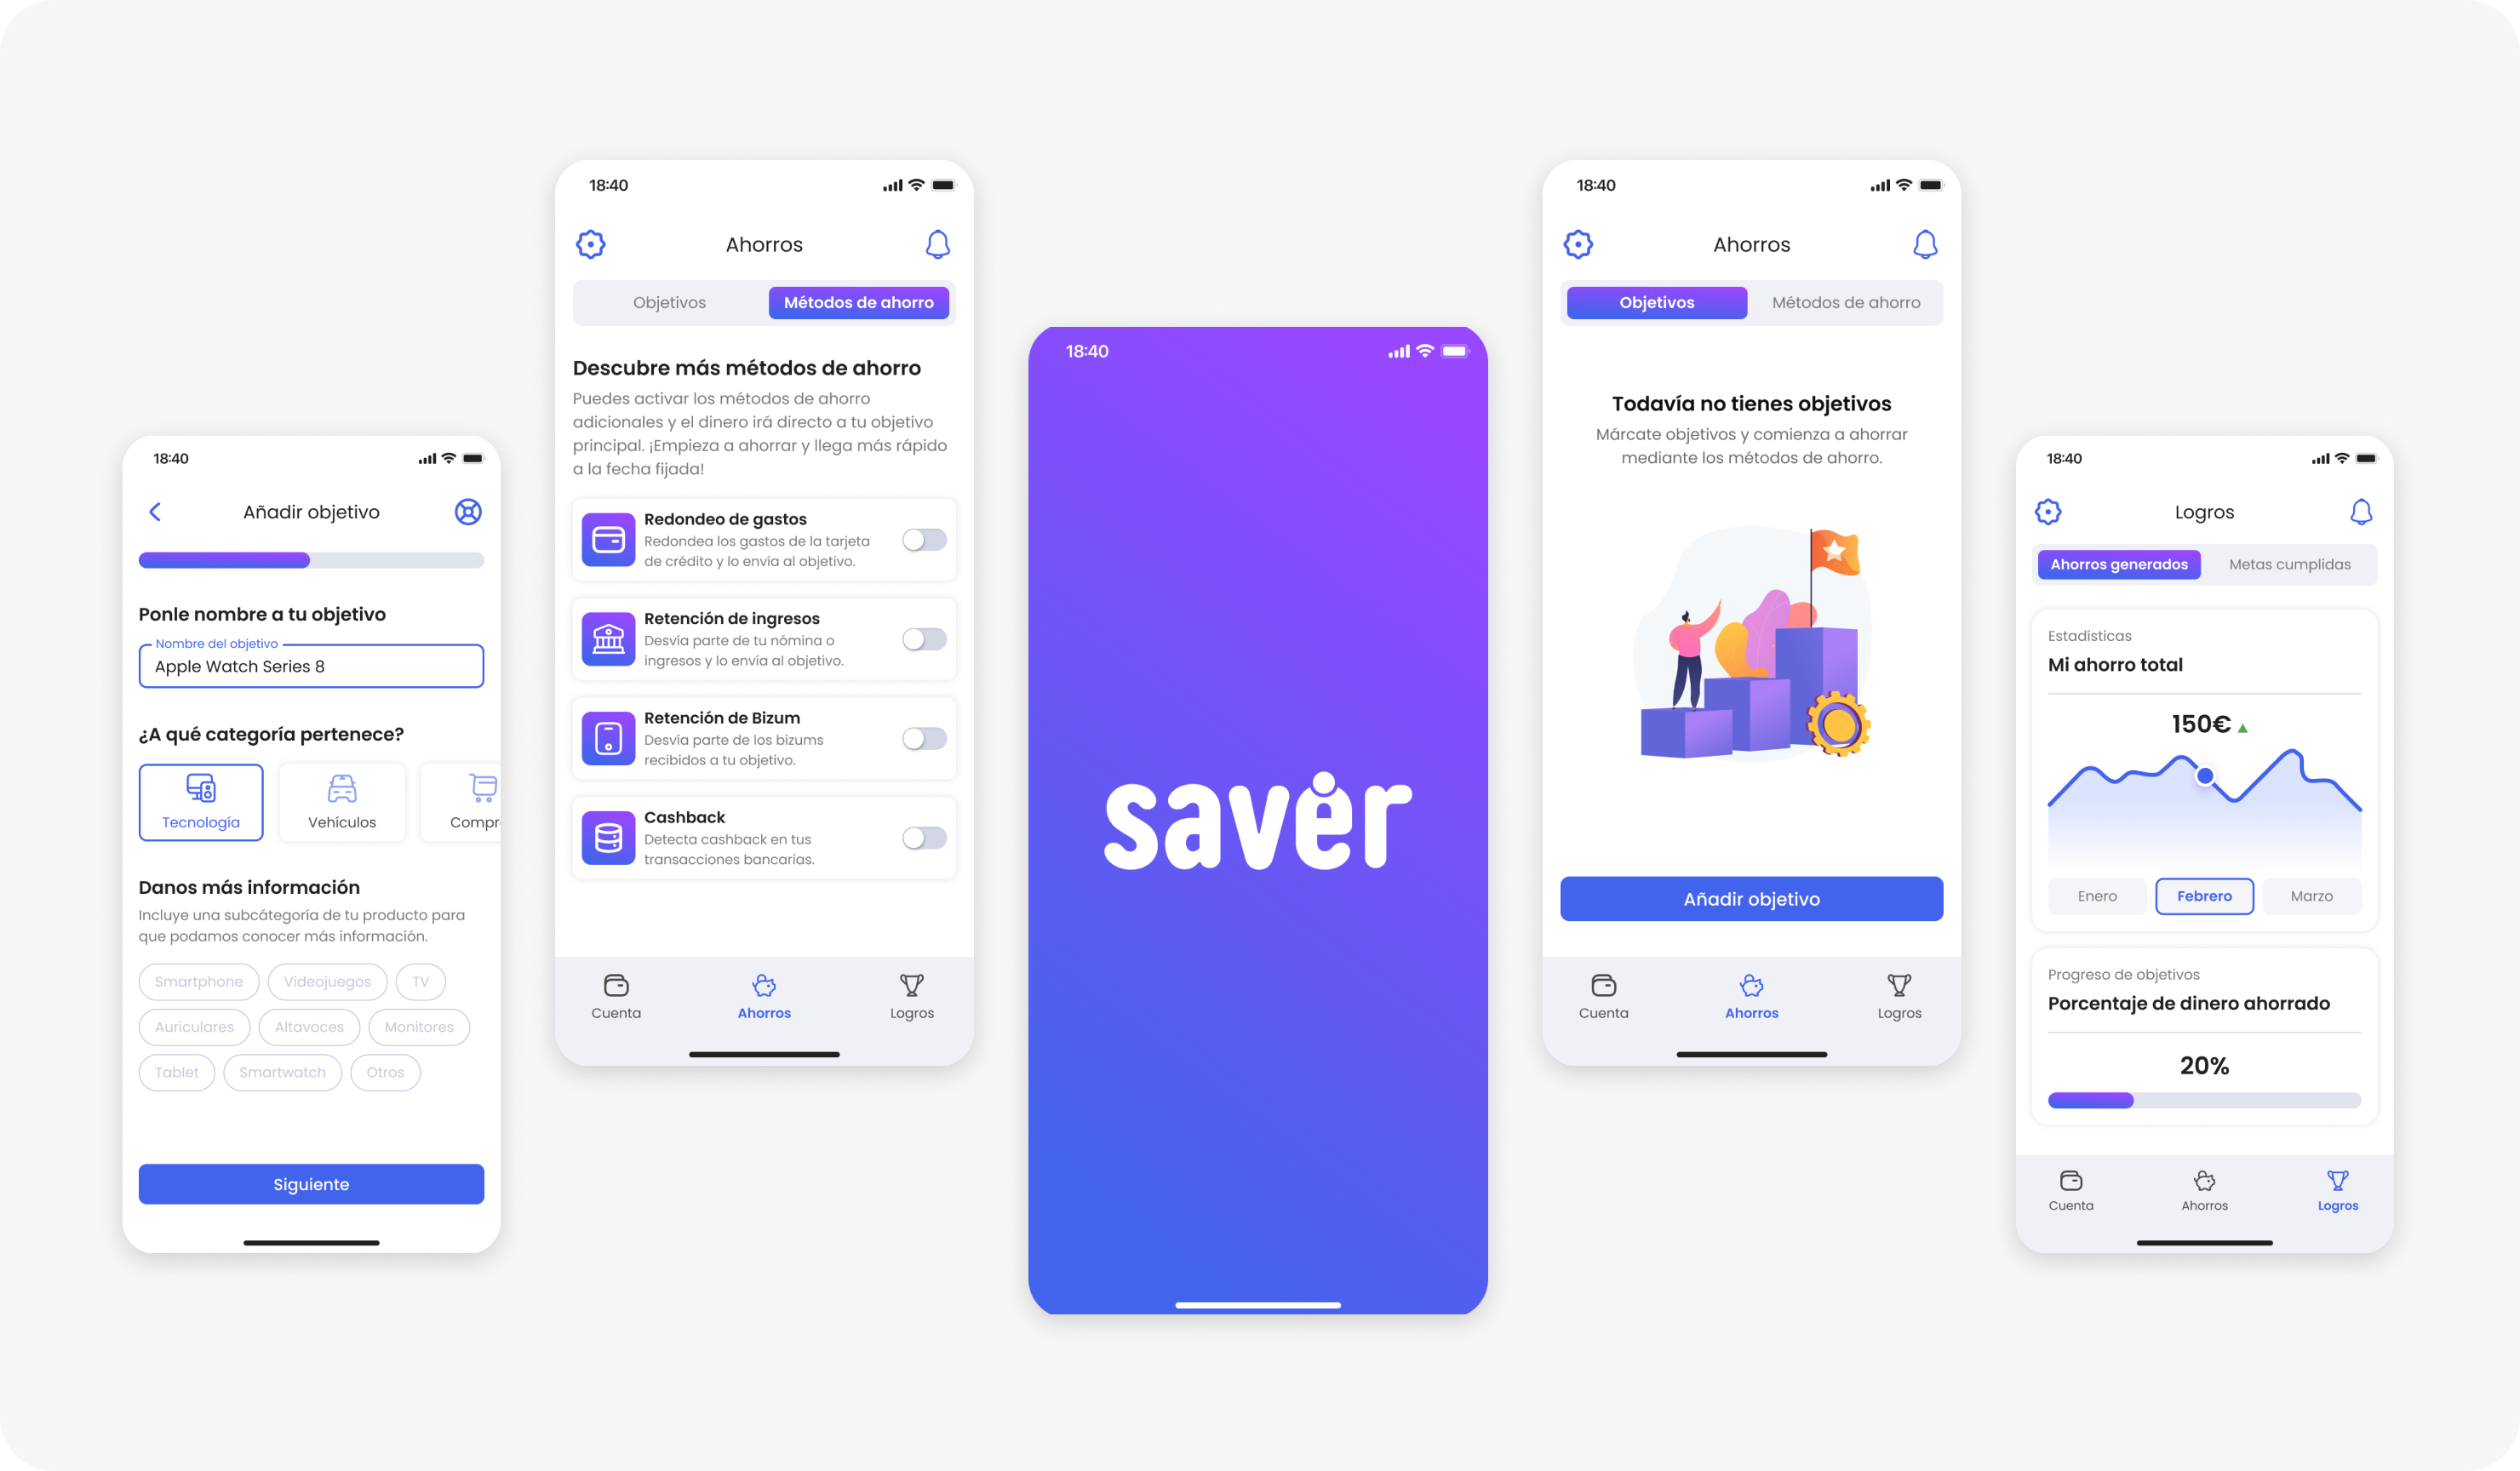 18:40
Añadir objetivo
Ponle nombre a tu objetivo
Nombre del objetivo
Apple Watch Series 8
¿A qué categoría pertenece?
Tecnología
Vehículos
Compr
Danos más información
Incluye una subcátegoría de tu producto para
que podamos conocer más información.
Smartphone
Videojuegos
TV
Auriculares
Altavoces
Monitores
Tablet
Smartwatch
Otros
Siguiente
18:40
Ahorros
Objetivos
Métodos de ahorro
Descubre más métodos de ahorro
Puedes activar los métodos de ahorro
adicionales y el dinero irá directo a tu objetivo
principal. ¡Empieza a ahorrar y llega más rápido
a la fecha fijada!
Redondeo de gastos
Redondea los gastos de la tarjeta
de crédito y lo envía al objetivo.
Retención de ingresos
Desvía parte de tu nómina o
ingresos y lo envía al objetivo.
Retención de Bizum
Desvía parte de los bizums
recibidos a tu objetivo.
Cashback
Detecta cashback en tus
transacciones bancarias.
Cuenta
Ahorros
Logros
18:40
saver
18:40
Ahorros
Objetivos
Métodos de ahorro
Todavía no tienes objetivos
Márcate objetivos y comienza a ahorrar
mediante los métodos de ahorro.
Añadir objetivo
Cuenta
Ahorros
Logros
18:40
Logros
Ahorros generados
Metas cumplidas
Estadísticas
Mi ahorro total
150€
Enero
Febrero
Marzo
Progreso de objetivos
Porcentaje de dinero ahorrado
20%
Cuenta
Ahorros
Logros